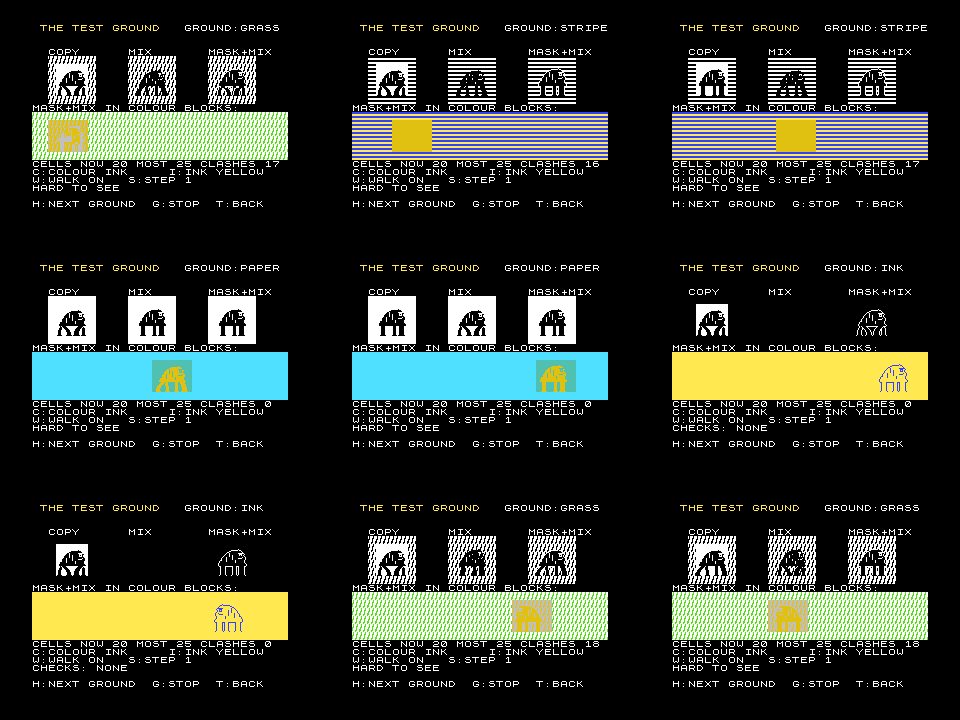 THE TEST GROUND GROUND:GRASS
COPY MIX MASK+MIX
MASK+MIX IN COLOUR BLOCKS:
CELLS NOW 20 MOST 25 CLASHES 17
C:COLOUR INK I:INK YELLOW
W:WALK ON S:STEP 1
HARD TO SEE
H:NEXT GROUND G:STOP T:BACK
THE TEST GROUND GROUND:STRIPE
COPY MIX MASK+MIX
MASK+MIX IN COLOUR BLOCKS:
CELLS NOW 20 MOST 25 CLASHES 16
C:COLOUR INK I:INK YELLOW
W:WALK ON S:STEP 1
HARD TO SEE
H:NEXT GROUND G:STOP T:BACK
THE TEST GROUND GROUND:STRIPE
COPY MIX MASK+MIX
MASK+MIX IN COLOUR BLOCKS:
CELLS NOW 20 MOST 25 CLASHES 17
C:COLOUR INK I:INK YELLOW
W:WALK ON S:STEP 1
HARD TO SEE
H:NEXT GROUND G:STOP T:BACK
THE TEST GROUND GROUND:PAPER
COPY MIX MASK+MIX
MASK+MIX IN COLOUR BLOCKS:
CELLS NOW 20 MOST 25 CLASHES 0
C:COLOUR INK I:INK YELLOW
W:WALK ON S:STEP 1
HARD TO SEE
H:NEXT GROUND G:STOP T:BACK
THE TEST GROUND GROUND:PAPER
COPY MIX MASK+MIX
MASK+MIX IN COLOUR BLOCKS:
CELLS NOW 20 MOST 25 CLASHES 0
C:COLOUR INK I:INK YELLOW
W:WALK ON S:STEP 1
HARD TO SEE
H:NEXT GROUND G:STOP T:BACK
THE TEST GROUND GROUND:INK
COPY MIX MASK+MIX
MASK+MIX IN COLOUR BLOCKS:
CELLS NOW 20 MOST 25 CLASHES 0
C:COLOUR INK I:INK YELLOW
W:WALK ON S:STEP 1
CHECKS: NONE
H:NEXT GROUND G:STOP T:BACK
THE TEST GROUND GROUND:INK
COPY MIX MASK+MIX
MASK+MIX IN COLOUR BLOCKS:
CELLS NOW 20 MOST 25 CLASHES 0
C:COLOUR INK I:INK YELLOW
W:WALK ON S:STEP 1
CHECKS: NONE
H:NEXT GROUND G:STOP T:BACK
THE TEST GROUND GROUND:GRASS
COPY MIX MASK+MIX
MASK+MIX IN COLOUR BLOCKS:
CELLS NOW 20 MOST 25 CLASHES 18
C:COLOUR INK I:INK YELLOW
W:WALK ON S:STEP 1
HARD TO SEE
H:NEXT GROUND G:STOP T:BACK
THE TEST GROUND GROUND:GRASS
COPY MIX MASK+MIX
MASK+MIX IN COLOUR BLOCKS:
CELLS NOW 20 MOST 25 CLASHES 18
C:COLOUR INK I:INK YELLOW
W:WALK ON S:STEP 1
HARD TO SEE
H:NEXT GROUND G:STOP T:BACK